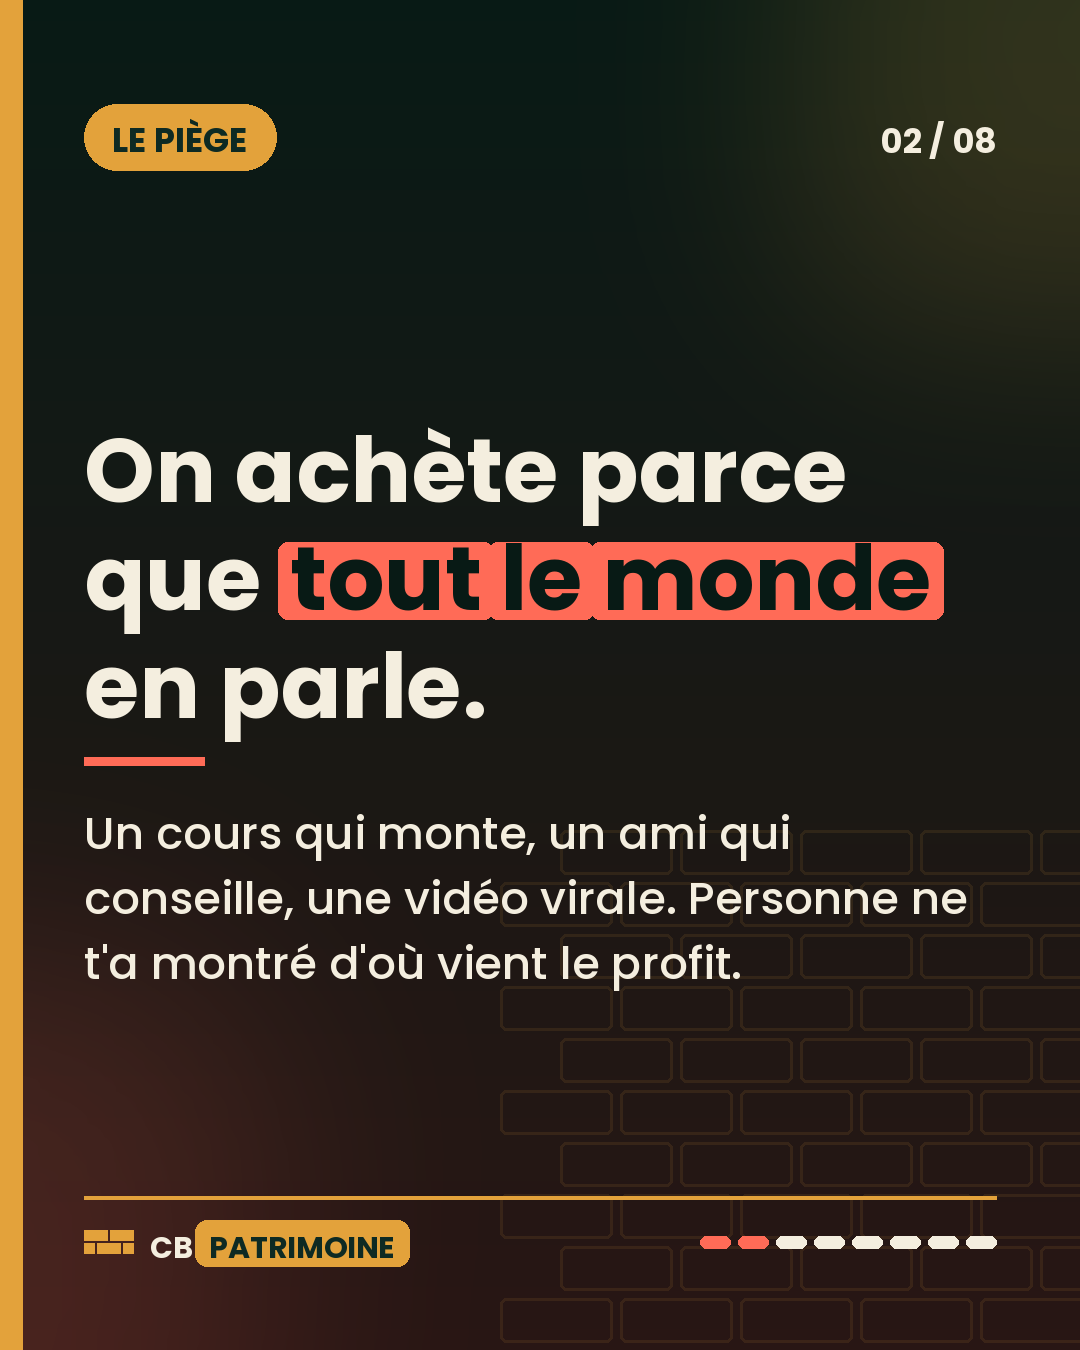 LE PIÈGE
02 / 08
On achète parce
que tout le monde
en parle.
Un cours qui monte, un ami qui
conseille, une vidéo virale. Personne ne
t'a montré d'où vient le profit.
CB PATRIMOINE